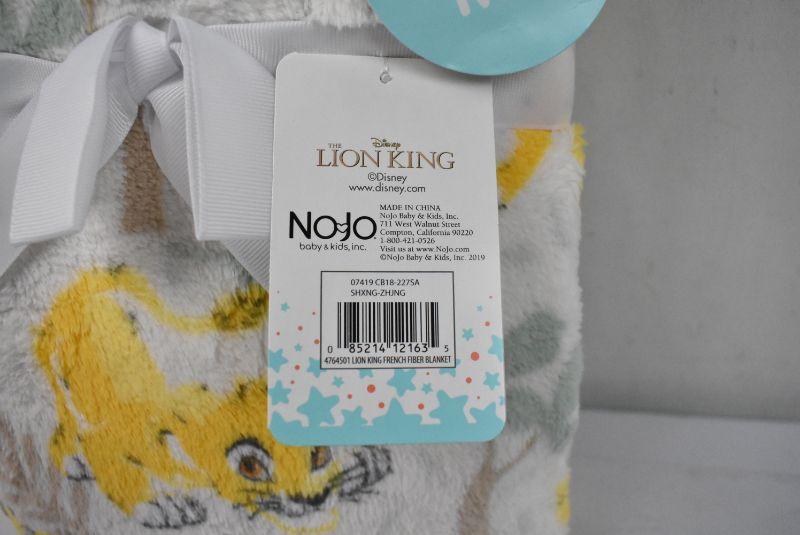 THE
Disney
LION KING
©Disney
www.disney.com
NoJo
baby & kids, inc.
MADE IN CHINA
NoJo Baby & Kids, Inc.
711 West Walnut Street
Compton, California 90220
1-800-421-0526
Visit us at www.NoJo.com
©NoJo Baby & Kids, Inc. 2019
07419 CB18-227SA
SHXNG-ZHJNG
0 85214 12163 5
4764501 LION KING FRENCH FIBER BLANKET